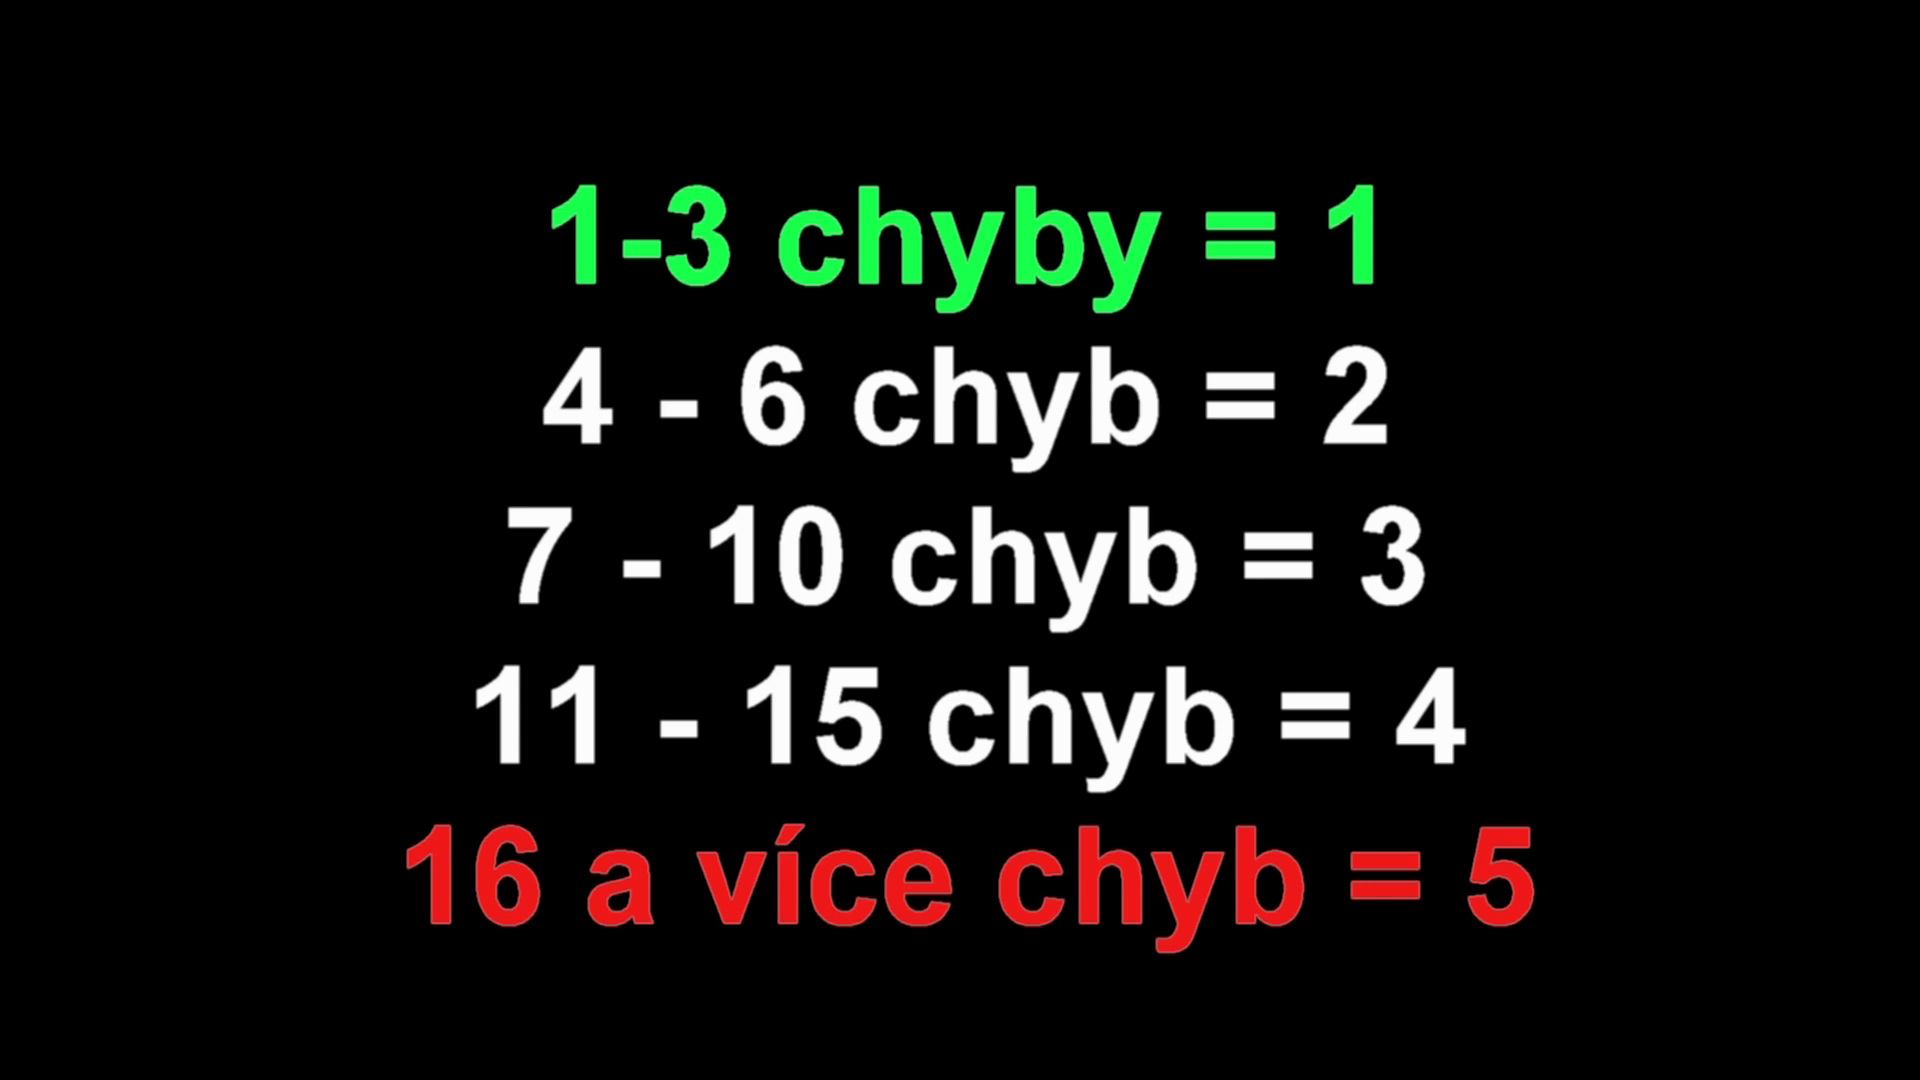 1-3 chyby = 1
4 - 6 chyb = 2
7 - 10 chyb = 3
11 - 15 chyb = 4
16 a více chyb = 5